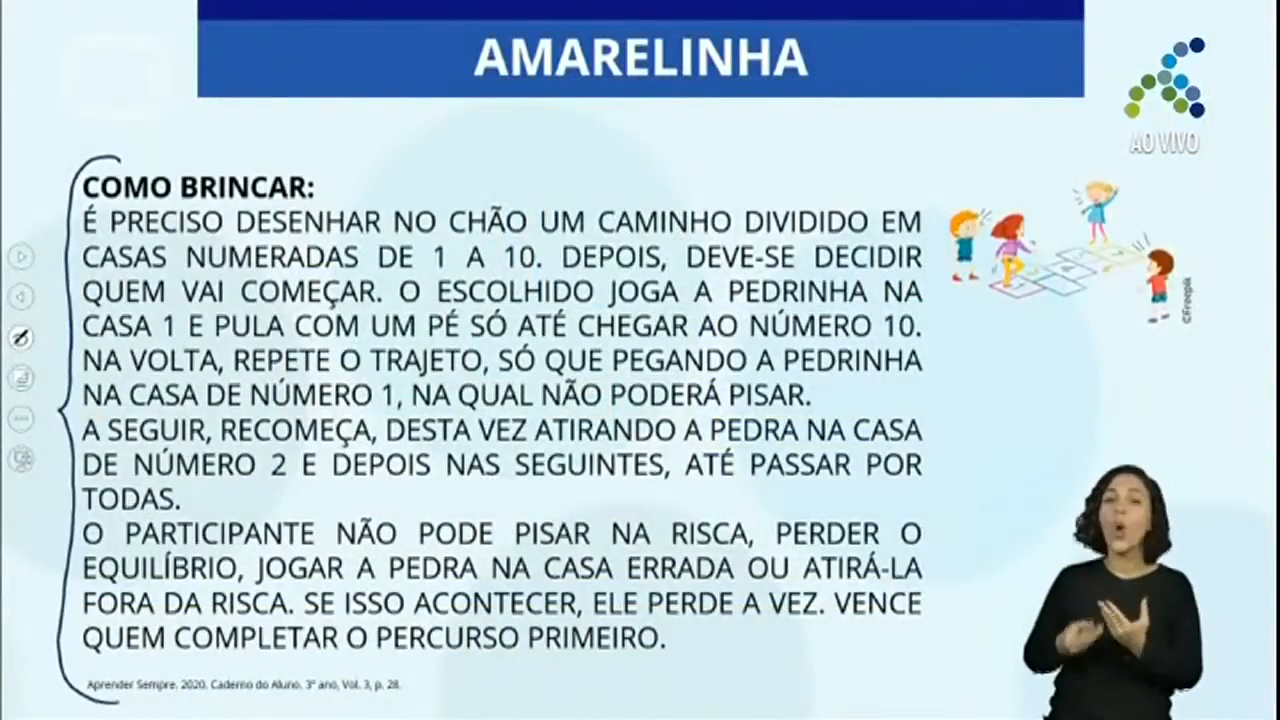 AMARELINHA
AO VIVO
COMO BRINCAR:
É PRECISO DESENHAR NO CHÃO UM CAMINHO DIVIDIDO EM
CASAS NUMERADAS DE 1 A 10. DEPOIS, DEVE-SE DECIDIR
QUEM VAI COMEÇAR. O ESCOLHIDO JOGA A PEDRINHA NA
CASA 1 E PULA COM UM PÉ SÓ ATÉ CHEGAR AO NÚMERO 10.
NA VOLTA, REPETE O TRAJETO, SÓ QUE PEGANDO A PEDRINHA
NA CASA DE NÚMERO 1, NA QUAL NÃO PODERÁ PISAR.
A SEGUIR, RECOMEÇA, DESTA VEZ ATIRANDO A PEDRA NA CASA
DE NÚMERO 2 E DEPOIS NAS SEGUINTES, ATÉ PASSAR POR
TODAS.
O PARTICIPANTE NÃO PODE PISAR NA RISCA, PERDER O
EQUILÍBRIO, JOGAR A PEDRA NA CASA ERRADA OU ATIRÁ-LA
FORA DA RISCA. SE ISSO ACONTECER, ELE PERDE A VEZ. VENCE
QUEM COMPLETAR O PERCURSO PRIMEIRO.
Aprender Sempre. 2020. Caderno do Aluno. 3º ano, Vol. 3, p. 28.
©Freepik